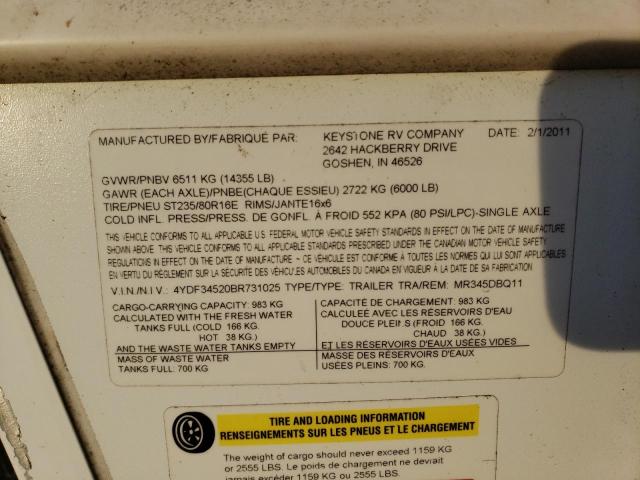 MANUFACTURED BY/FABRIQUÉ PAR: KEYSTONE RV COMPANY DATE: 2/1/2011
2642 HACKBERRY DRIVE
GOSHEN, IN 46526
GVWR/PNBV 6511 KG (14355 LB)
GAWR (EACH AXLE)/PNBE(CHAQUE ESSIEU) 2722 KG (6000 LB)
TIRE/PNEU ST235/80R16E RIMS/JANTE16x6
COLD INFL. PRESS/PRESS. DE GONFL. À FROID 552 KPA (80 PSI/LPC)-SINGLE AXLE
THIS VEHICLE CONFORMS TO ALL APPLICABLE U.S. FEDERAL MOTOR VEHICLE SAFETY STANDARDS IN EFFECT ON THE DATE OF MANUFACTURE
SHOWN ABOVE. THIS VEHICLE CONFORMS TO ALL APPLICABLE STANDARDS PRESCRIBED UNDER THE CANADIAN MOTOR VEHICLE SAFETY
REGULATIONS IN EFFECT ON THE DATE OF MANUFACTURE ~ CE VÉHICULE EST CONFORME À TOUTES LES NORMES QUI LUI SONT APPLICABLES
EN VERTU DU RÉGLEMENT SUR LA SÉCURITÉ DES VÉHICULES AUTOMOBILES DU CANADA EN VIGUEUR À LA DATE DE SA FABRICATION.
V.I.N./N.I.V.: 4YDF34520BR731025 TYPE/TYPE: TRAILER TRA/REM: MR345DBQ11
CARGO-CARRYING CAPACITY: 983 KG
CALCULATED WITH THE FRESH WATER
TANKS FULL (COLD 166 KG.
HOT 38 KG.)
AND THE WASTE WATER TANKS EMPTY
MASS OF WASTE WATER
TANKS FULL: 700 KG
CAPACITÉ DE CHARGEMENT: 983 KG
CALCULÉE AVEC LES RÉSERVOIRS D'EAU
DOUCE PLEINS (FROID 166 KG.
CHAUD 38 KG.)
ET LES RÉSERVOIRS D'EAUX USÉES VIDES
MASSE DES RÉSERVOIRS D'EAUX
USÉES PLEINS: 700 KG.
TIRE AND LOADING INFORMATION
RENSEIGNEMENTS SUR LES PNEUS ET LE CHARGEMENT
The weight of cargo should never exceed 1159 KG
or 2555 LBS. Le poids de chargement ne devrait
jamais excéder 1159 KG or 2555 LBS.